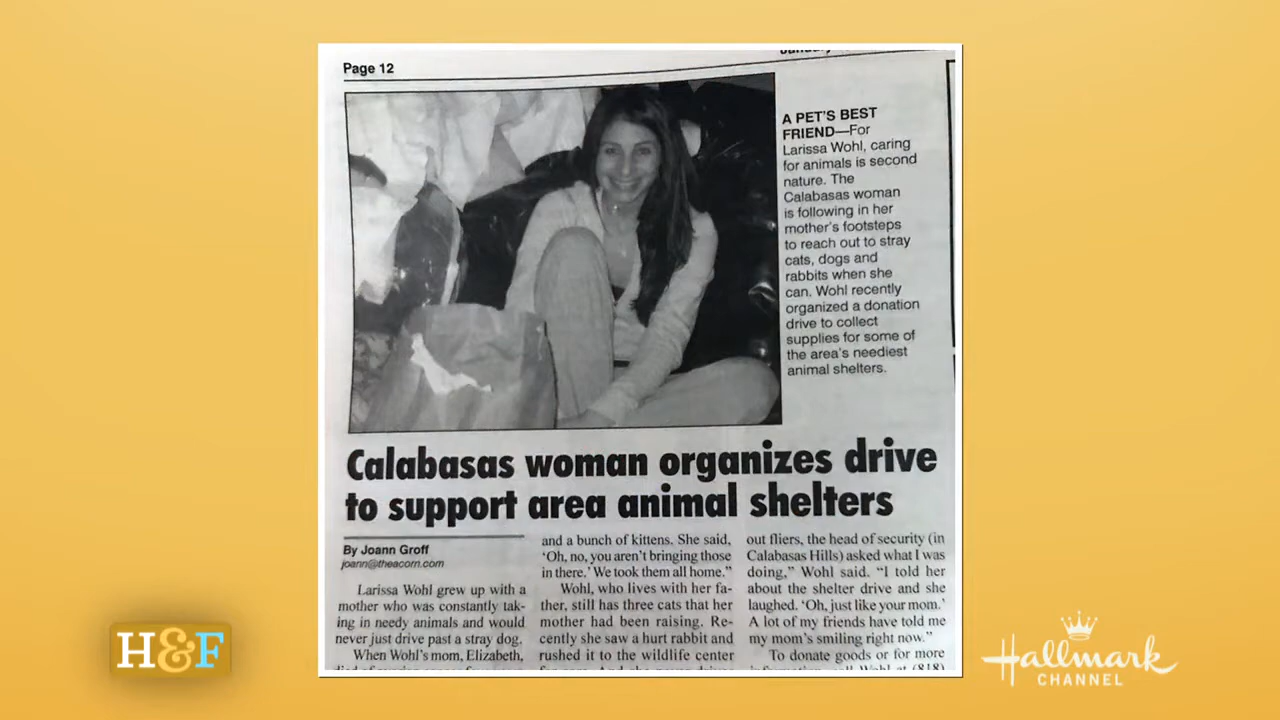 Page 12
A PET'S BEST
FRIEND—For
Larissa Wohl, caring
for animals is second
nature. The
Calabasas woman
is following in her
mother's footsteps
to reach out to stray
cats, dogs and
rabbits when she
can. Wohl recently
organized a donation
drive to collect
supplies for some of
the area's neediest
animal shelters.
Calabasas woman organizes drive
to support area animal shelters
By Joann Groff
joann@theacorn.com
Larissa Wohl grew up with a
mother who was constantly tak-
ing in needy animals and would
never just drive past a stray dog.
When Wohl's mom, Elizabeth,
and a bunch of kittens. She said,
'Oh, no, you aren't bringing those
in there.' We took them all home."
Wohl, who lives with her fa-
ther, still has three cats that her
mother had been raising. Re-
cently she saw a hurt rabbit and
rushed it to the wildlife center
out fliers, the head of security (in
Calabasas Hills) asked what I was
doing," Wohl said. "I told her
about the shelter drive and she
laughed. 'Oh, just like your mom.'
A lot of my friends have told me
my mom's smiling right now."
To donate goods or for more
H&F
Hallmark
CHANNEL